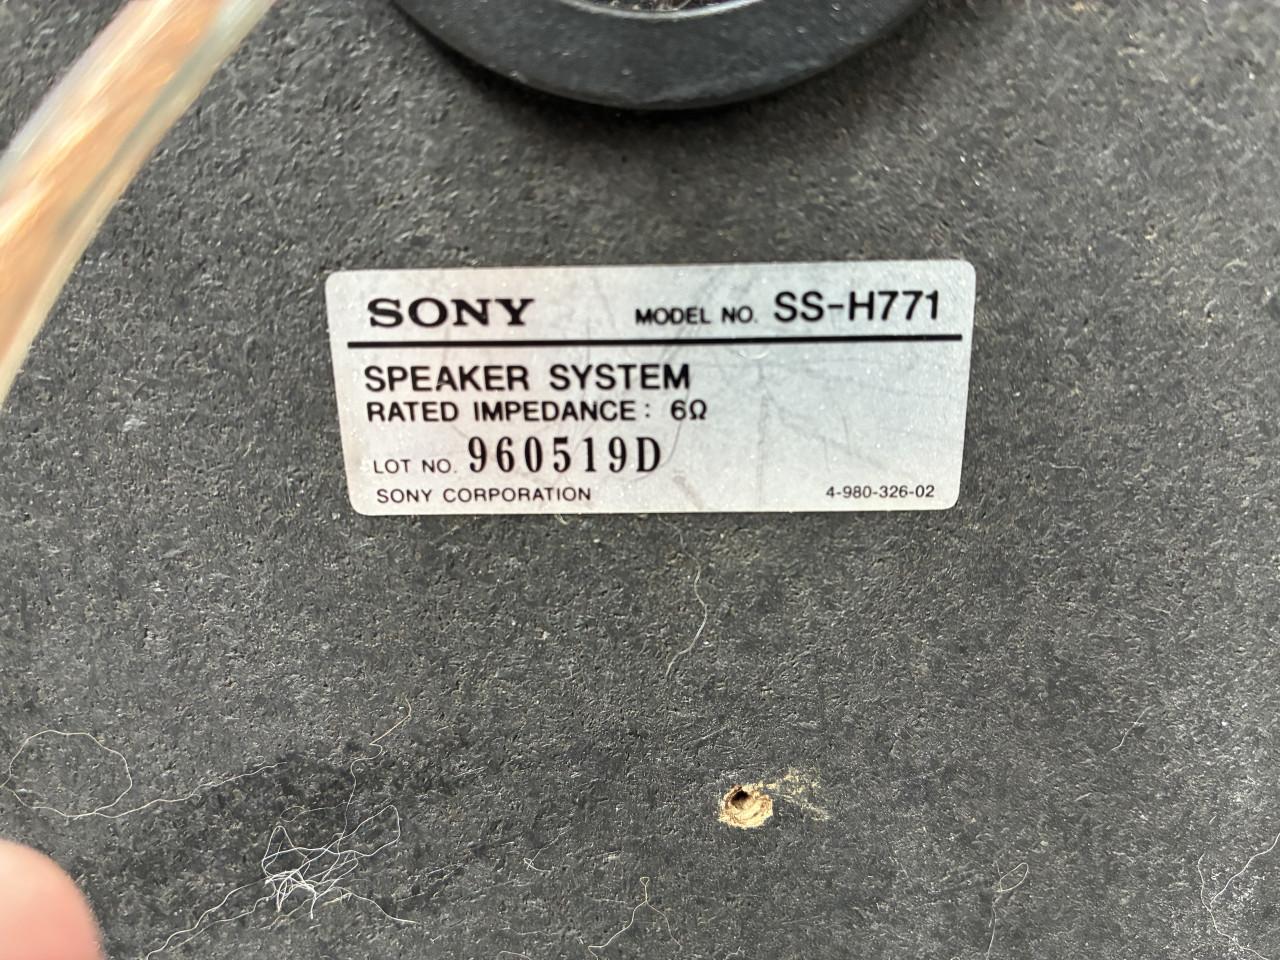 SONY MODEL NO. SS-H771
SPEAKER SYSTEM
RATED IMPEDANCE: 6Ω
LOT NO. 960519D
SONY CORPORATION 4-980-326-02